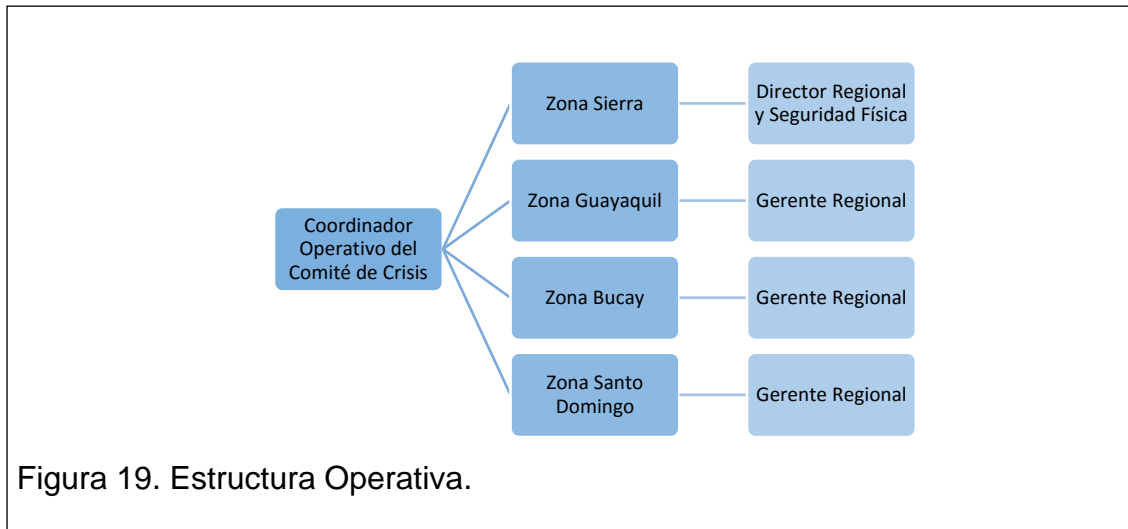 Zona Sierra
Director Regional
y Seguridad Física
Zona Guayaquil
Gerente Regional
Coordinador
Operativo del
Comité de Crisis
Zona Bucay
Gerente Regional
Zona Santo
Domingo
Gerente Regional
Figura 19. Estructura Operativa.